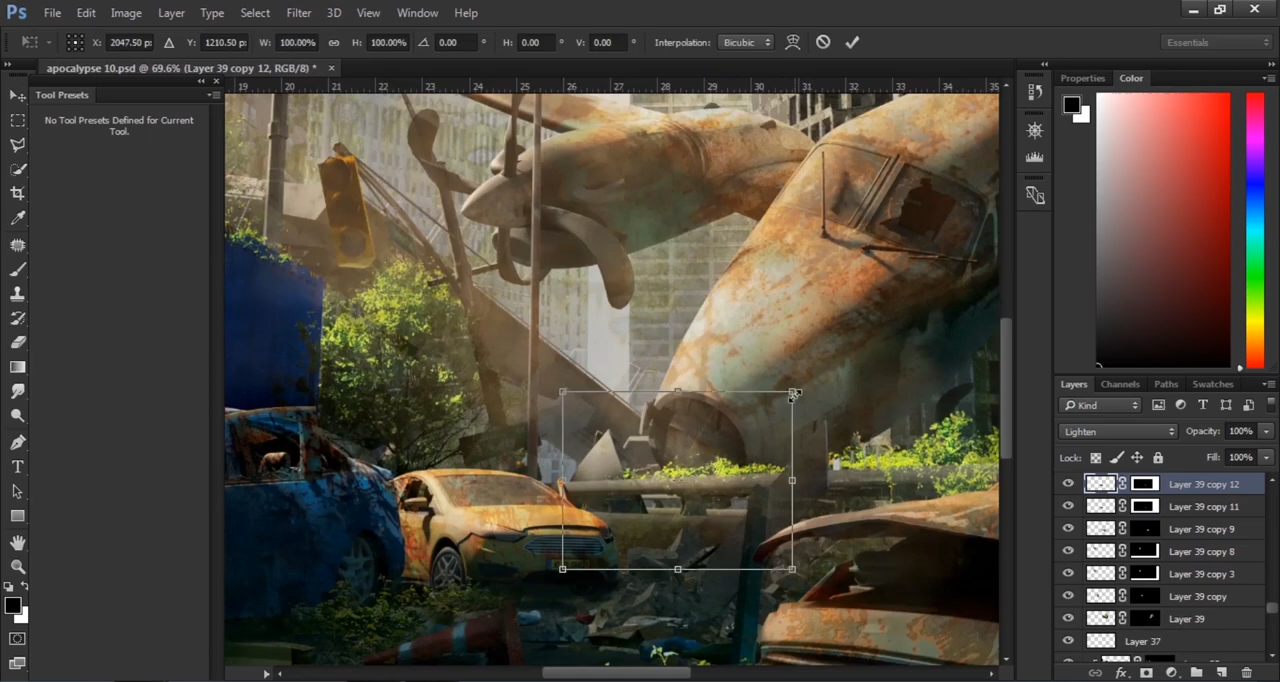 Ps File Edit Image Layer Type Select Filter 3D View Window Help
X: 2047.50 p: Y: 1210.50 p: W: 100.00% H: 100.00% 0.00 ° H: 0.00 ° V: 0.00 ° Interpolation: Bicubic Essentials
apocalypse 10.psd @ 69.6% (Layer 39 copy 12, RGB/8) * ×
Tool Presets
No Tool Presets Defined for Current
Tool.
19 20 21 22 23 24 25 26 27 28 29 30 31 32 33 34 35
Properties Color
Layers Channels Paths Swatches
Kind
Lighten Opacity: 100%
Lock: Fill: 100%
Layer 39 copy 12
Layer 39 copy 11
Layer 39 copy 9
Layer 39 copy 8
Layer 39 copy 3
Layer 39 copy
Layer 39
Layer 37
fx